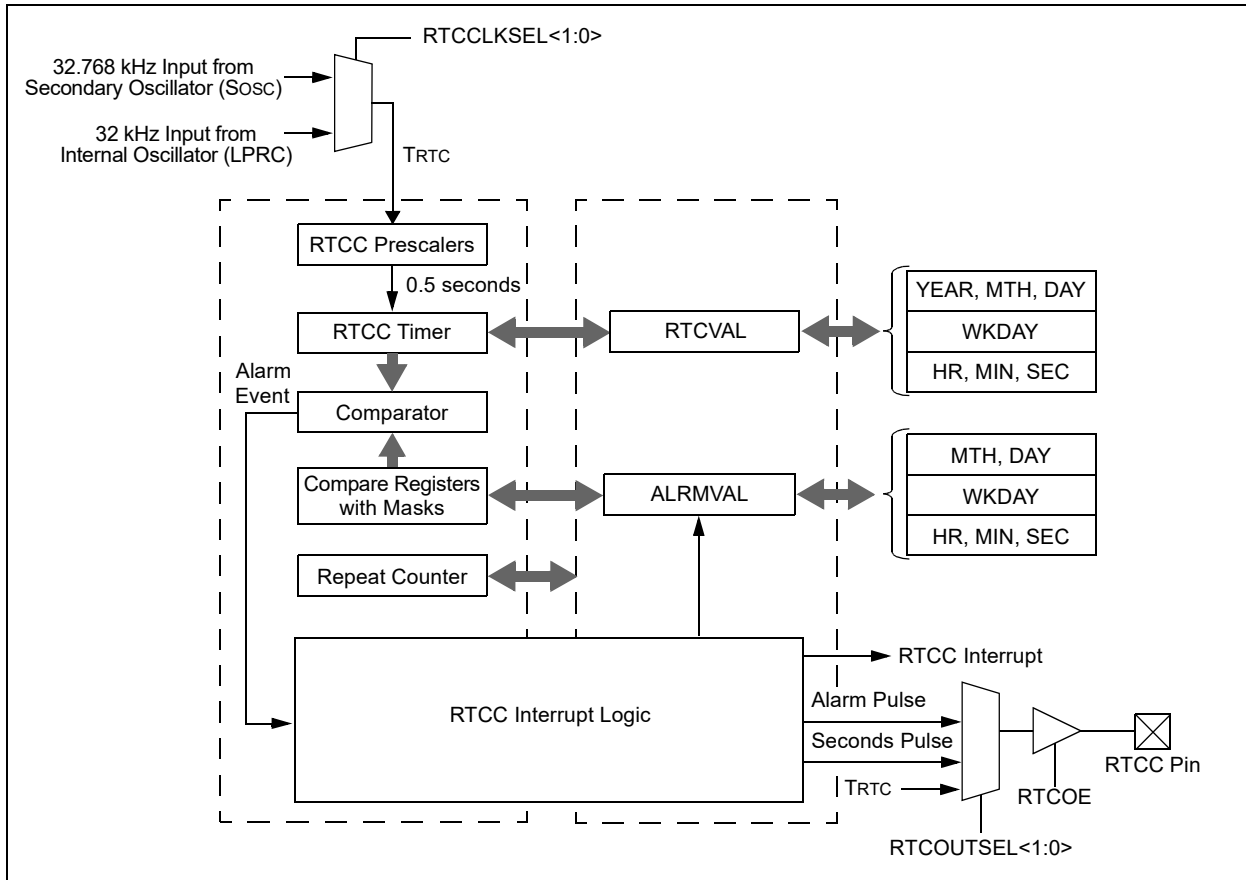 RTCCLKSEL<1:0>
32.768 kHz Input from
Secondary Oscillator (SOSC)
32 kHz Input from
Internal Oscillator (LPRC)
TRTC
RTCC Prescalers
0.5 seconds
RTCC Timer
RTCVAL
YEAR, MTH, DAY
WKDAY
HR, MIN, SEC
Alarm
Event
Comparator
Compare Registers
with Masks
ALRMVAL
MTH, DAY
WKDAY
HR, MIN, SEC
Repeat Counter
RTCC Interrupt Logic
RTCC Interrupt
Alarm Pulse
Seconds Pulse
TRTC
RTCC Pin
RTCOE
RTCOUTSEL<1:0>